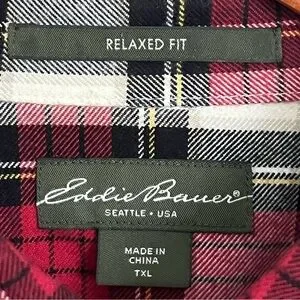 RELAXED FIT
Eddie Bauer®
SEATTLE • USA
MADE IN
CHINA
TXL